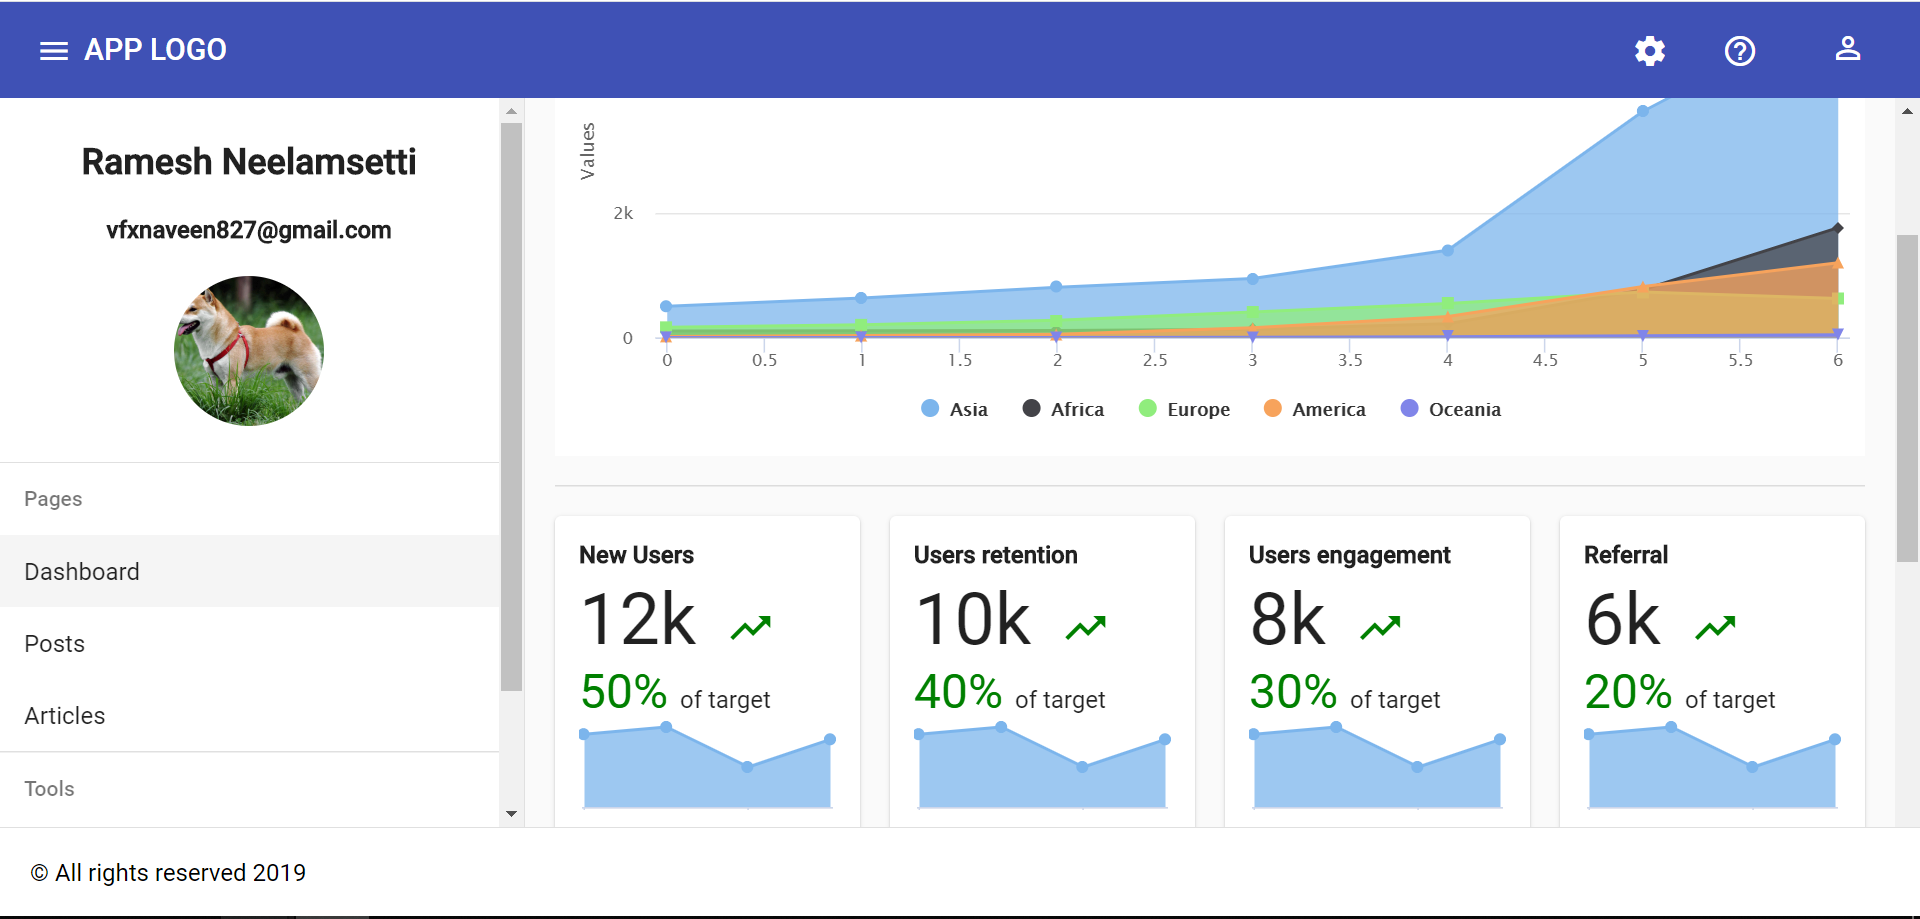 APP LOGO
Ramesh Neelamsetti
vfxnaveen827@gmail.com
Pages
Dashboard
Posts
Articles
Tools
Values
2k
0
0 0.5 1 1.5 2 2.5 3 3.5 4 4.5 5 5.5 6
Asia Africa Europe America Oceania
New Users
12k
50% of target
Users retention
10k
40% of target
Users engagement
8k
30% of target
Referral
6k
20% of target
© All rights reserved 2019